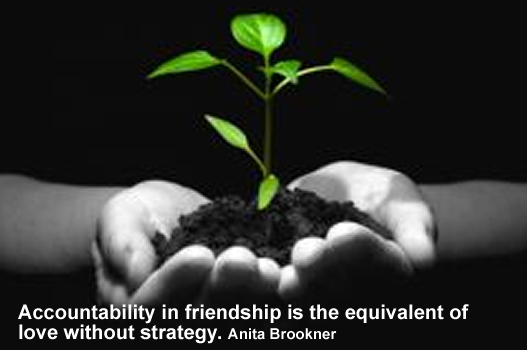 Accountability in friendship is the equivalent of
love without strategy. Anita Brookner